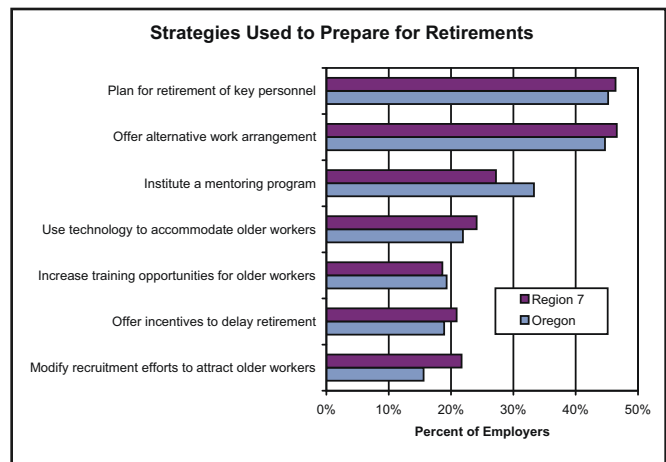 Strategies Used to Prepare for Retirements
Plan for retirement of key personnel
Offer alternative work arrangement
Institute a mentoring program
Use technology to accommodate older workers
Increase training opportunities for older workers
Offer incentives to delay retirement
Modify recruitment efforts to attract older workers
Region 7
Oregon
0% 10% 20% 30% 40% 50%
Percent of Employers